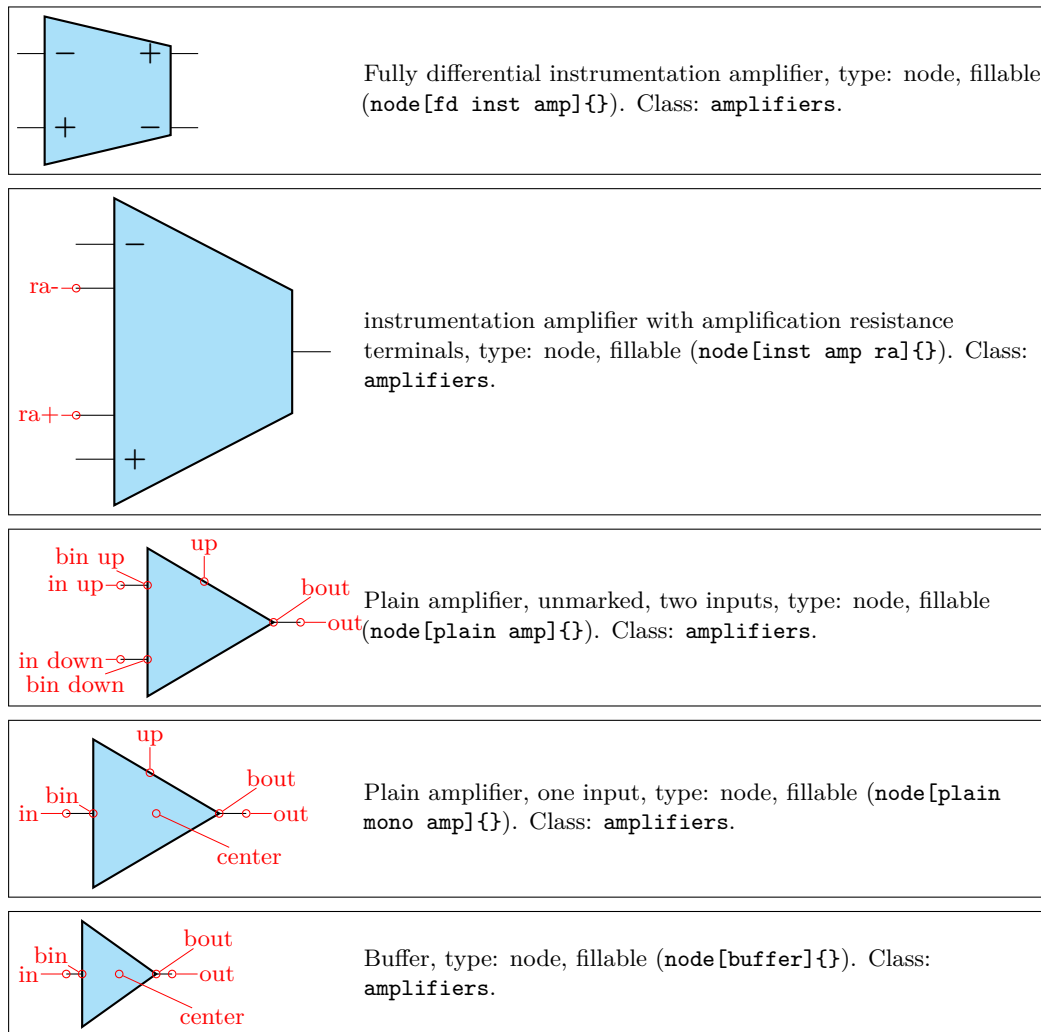 − +
+ −
Fully differential instrumentation amplifier, type: node, fillable
(node[fd inst amp]{}). Class: amplifiers.
−
ra-
ra+
+
instrumentation amplifier with amplification resistance
terminals, type: node, fillable (node[inst amp ra]{}). Class:
amplifiers.
up
bin up
in up
bout
out
in down
bin down
Plain amplifier, unmarked, two inputs, type: node, fillable
(node[plain amp]{}). Class: amplifiers.
up
bin
bout
in
out
center
Plain amplifier, one input, type: node, fillable (node[plain
mono amp]{}). Class: amplifiers.
bout
bin
in
out
center
Buffer, type: node, fillable (node[buffer]{}). Class:
amplifiers.